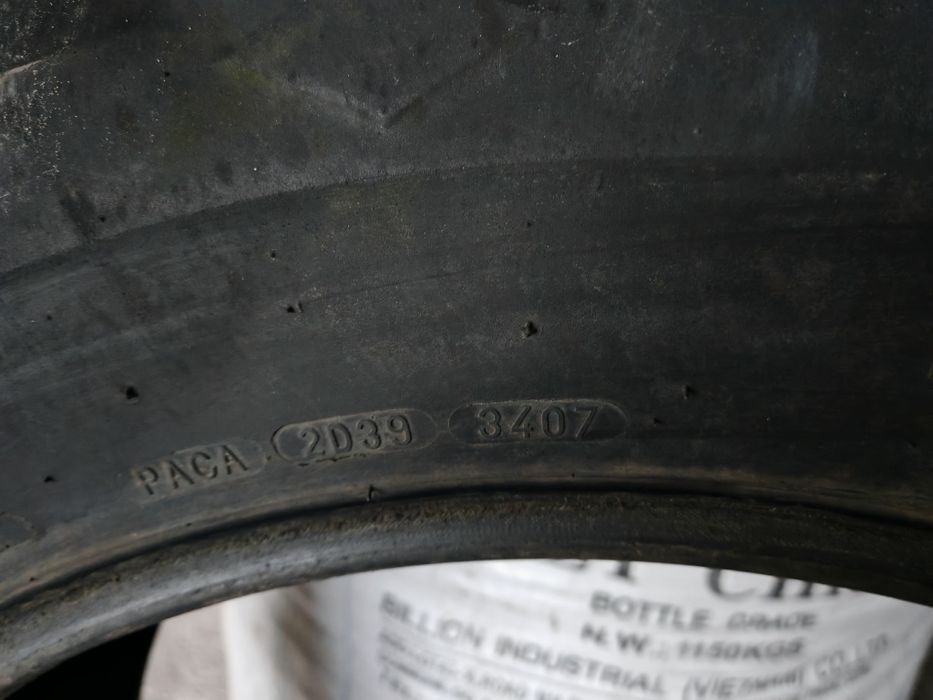 PACA 2D39 3407
BOTTLE GRADE
N.W.: 1150KGS
BILLION INDUSTRIAL (VIETNAM) CO., LTD.